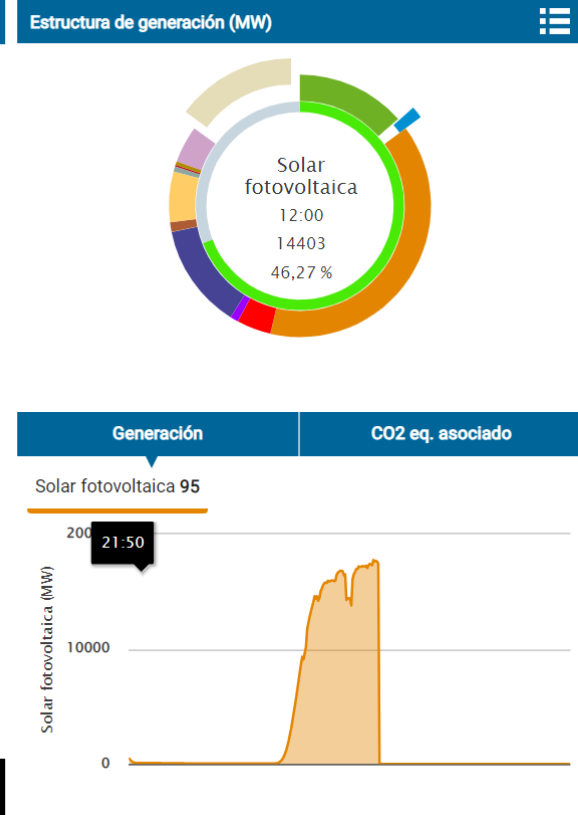 Estructura de generación (MW)
Solar
fotovoltaica
12:00
14403
46,27 %
Generación
CO2 eq. asociado
Solar fotovoltaica 95
21:50
10000
0
Solar fotovoltaica (MW)